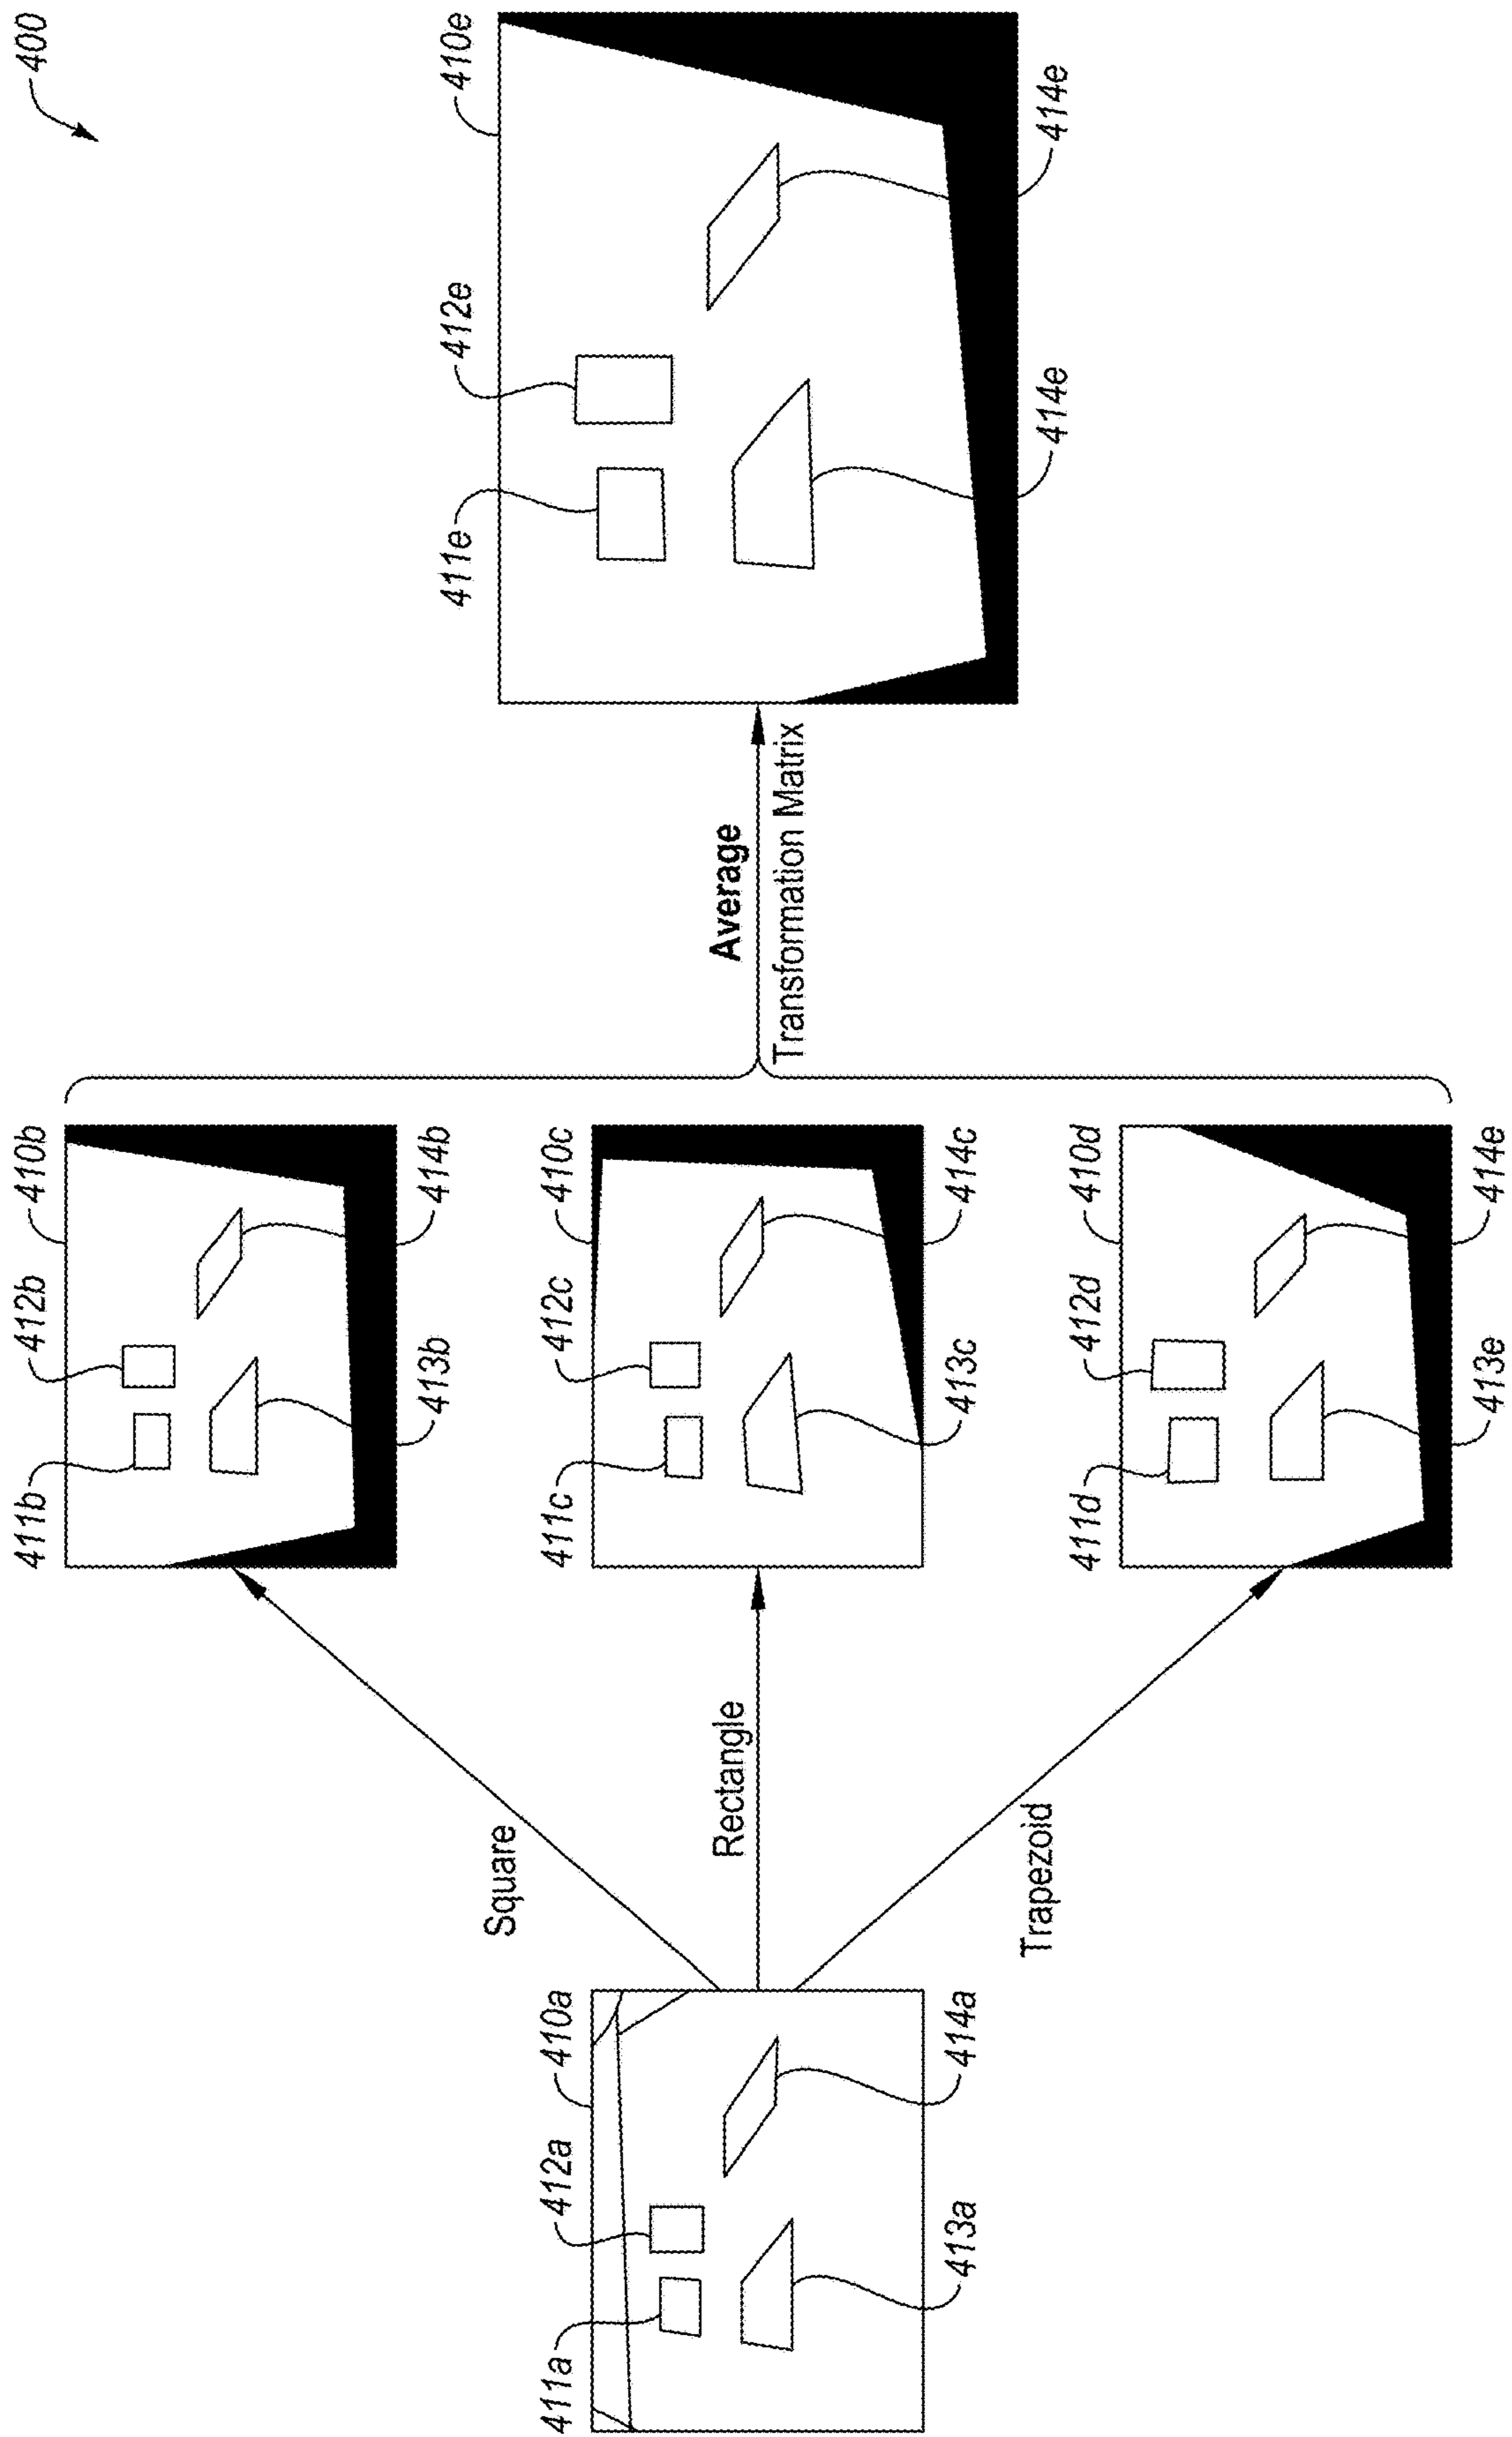 400
410a
411a
412a
413a
414a
Square
Rectangle
Trapezoid
410b
411b
412b
413b
414b
410c
411c
412c
413c
414c
410d
411d
412d
413e
414e
Average
Transformation Matrix
410e
411e
412e
414e
414e